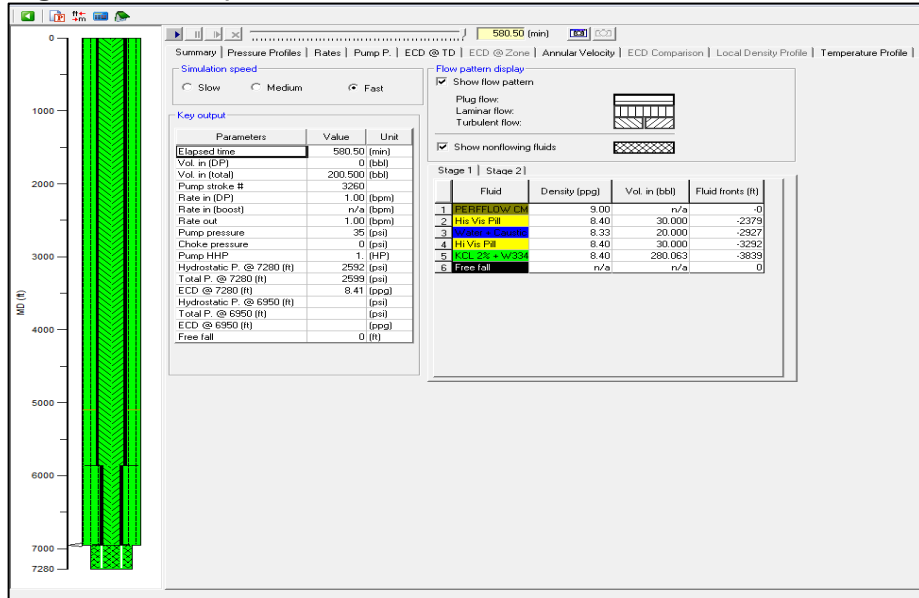 580.50 (min)
Summary | Pressure Profiles | Rates | Pump P. | ECD @ TD | ECD @ Zone | Annular Velocity | ECD Comparison | Local Density Profile | Temperature Profile |
Simulation speed
Slow Medium Fast
Key output
Parameters Value Unit
Elapsed time 580.50 (min)
Vol. in (DP) 0 (bbl)
Vol. in (total) 200.500 (bbl)
Pump stroke # 3260
Rate in (DP) 1.00 (bpm)
Rate in (boost) n/a (bpm)
Rate out 1.00 (bpm)
Pump pressure 35 (psi)
Choke pressure 0 (psi)
Pump HHP 1. (HP)
Hydrostatic P. @ 7280 (ft) 2592 (psi)
Total P. @ 7280 (ft) 2599 (psi)
ECD @ 7280 (ft) 8.41 (ppg)
Hydrostatic P. @ 6950 (ft) (psi)
Total P. @ 6950 (ft) (psi)
ECD @ 6950 (ft) (ppg)
Free fall 0 (ft)
Flow pattern display
Show flow pattern
Plug flow:
Laminar flow:
Turbulent flow:
Show nonflowing fluids
Stage 1 | Stage 2 |
Fluid Density (ppg) Vol. in (bbl) Fluid fronts (ft)
1 PERFFLOW CM 9.00 n/a -0
2 His Vis Pill 8.40 30.000 -2379
3 8.33 20.000 -2927
4 Hi Vis Pill 8.40 30.000 -3292
5 KCL 2% + W334 8.40 280.063 -3839
6 Free fall n/a n/a 0
MD (ft)
0
1000
2000
3000
4000
5000
6000
7000
7280